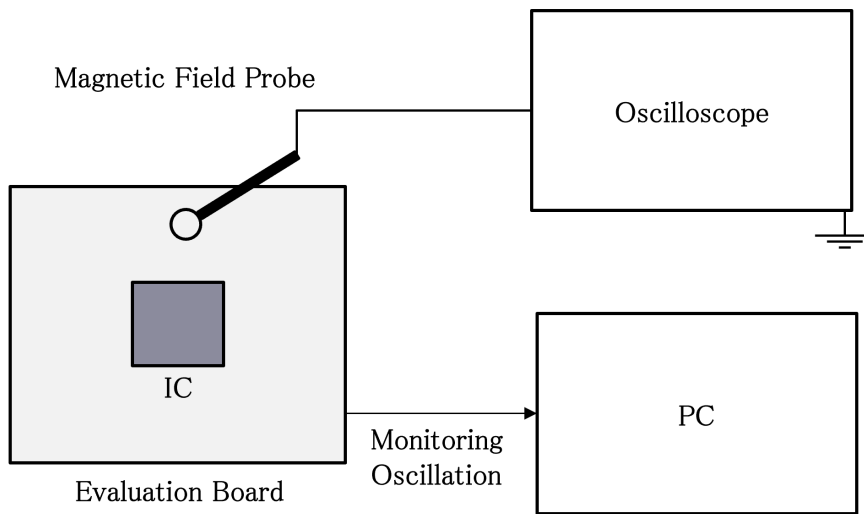 Magnetic Field Probe
Oscilloscope
IC
PC
Monitoring
Oscillation
Evaluation Board